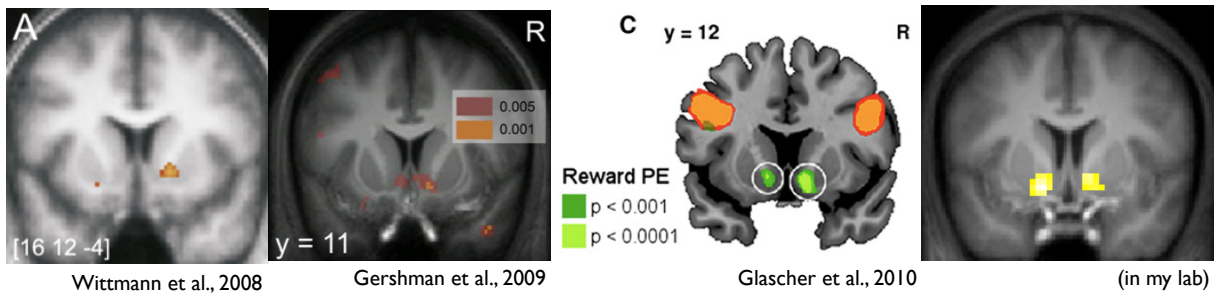 A
[16 12 -4]
Wittmann et al., 2008
R
0.005
0.001
y = 11
Gershman et al., 2009
C
y = 12
R
Reward PE
p < 0.001
p < 0.0001
Glascher et al., 2010
(in my lab)